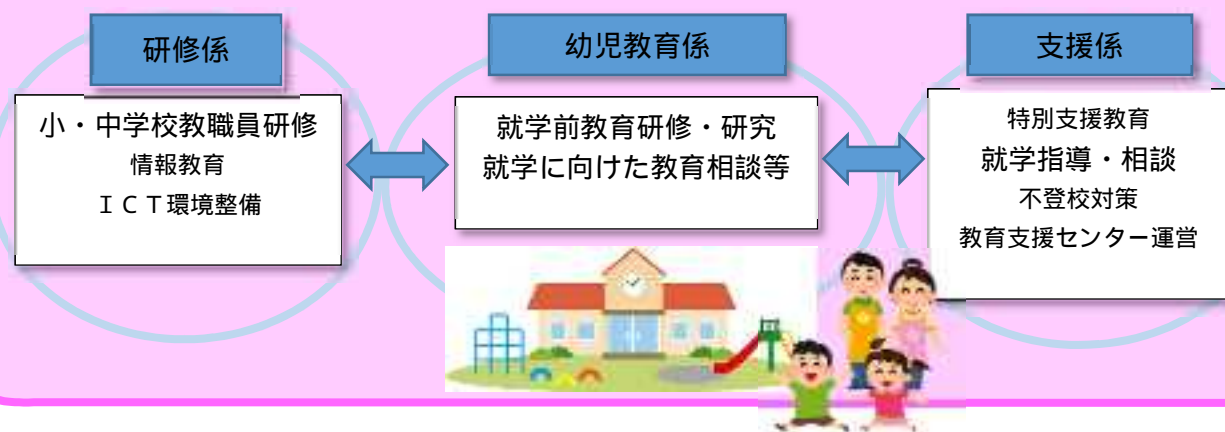 研修係
小・中学校教職員研修
情報教育
ＩＣＴ環境整備
幼児教育係
就学前教育研修・研究
就学に向けた教育相談等
支援係
特別支援教育
就学指導・相談
不登校対策
教育支援センター運営